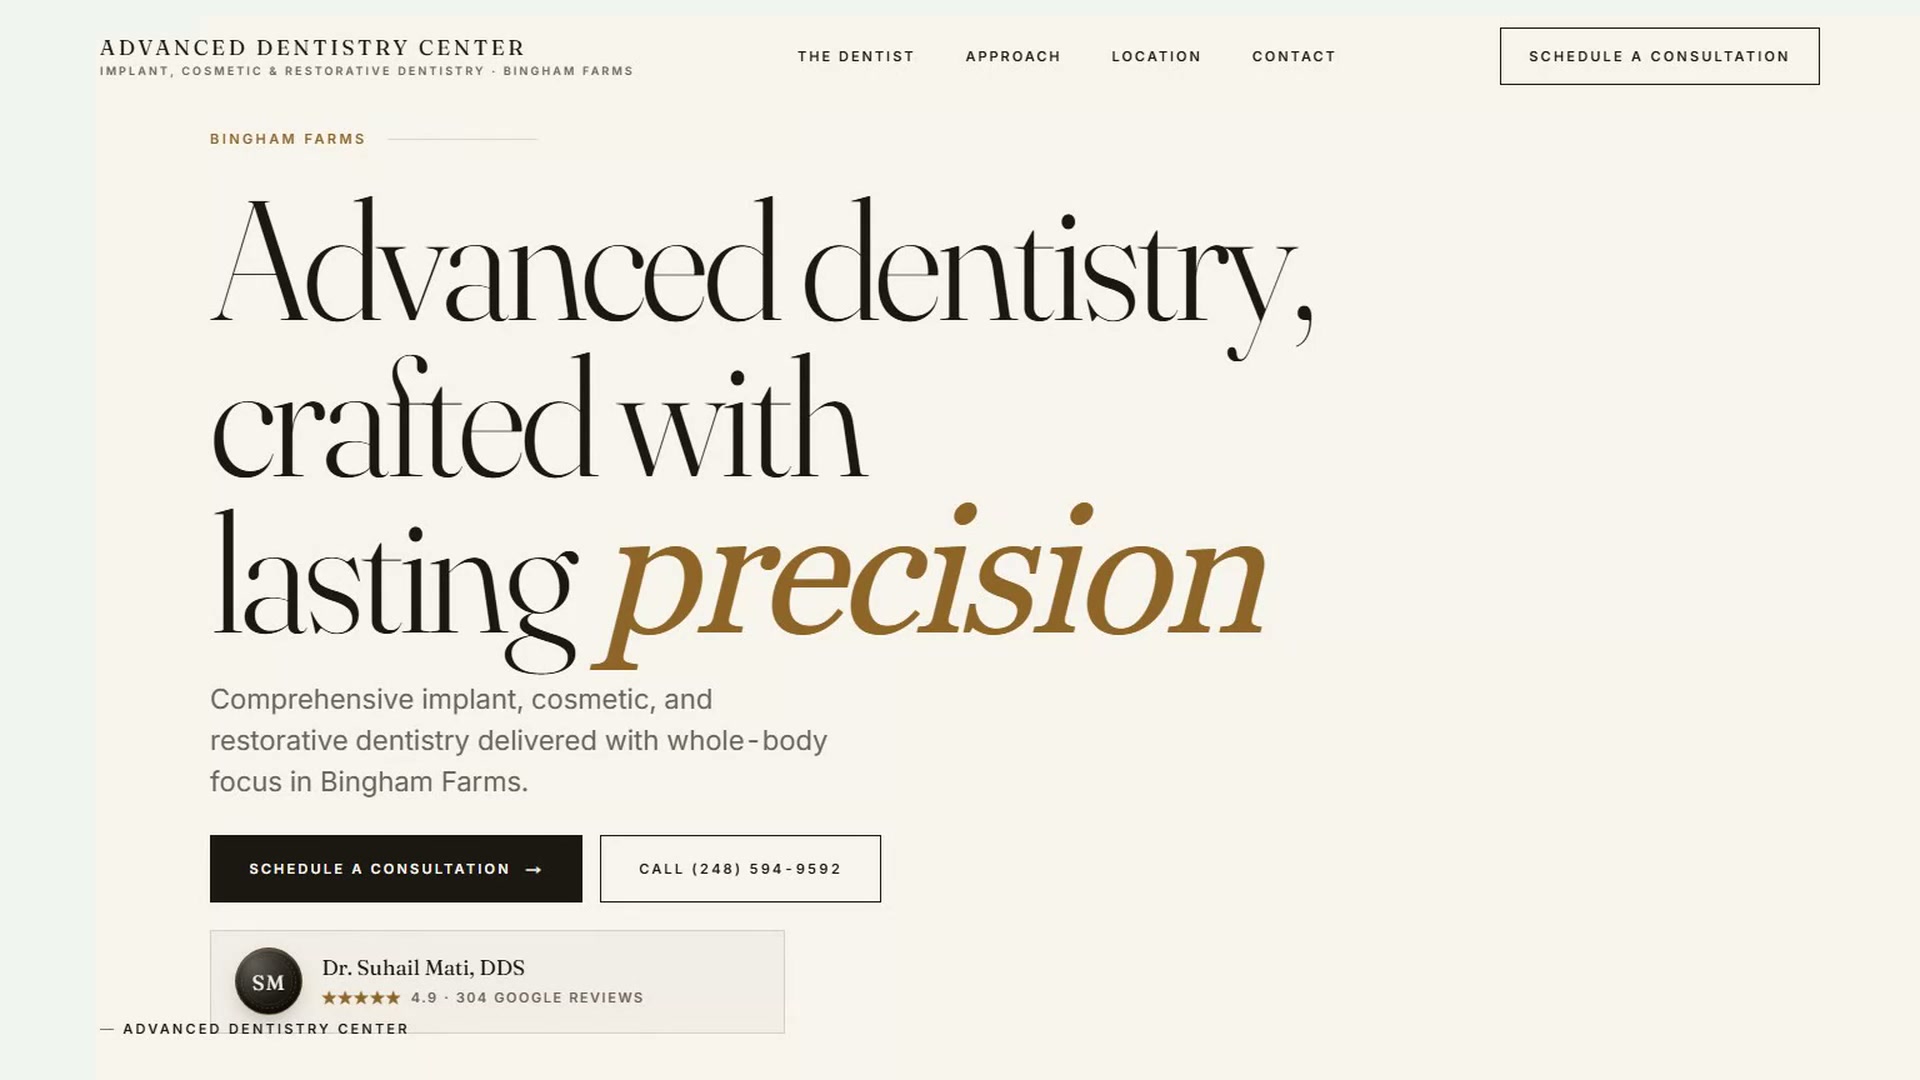 ADVANCED DENTISTRY CENTER
IMPLANT, COSMETIC & RESTORATIVE DENTISTRY · BINGHAM FARMS
THE DENTIST
APPROACH
LOCATION
CONTACT
SCHEDULE A CONSULTATION
BINGHAM FARMS
Advanced dentistry,
crafted with
lasting precision
Comprehensive implant, cosmetic, and
restorative dentistry delivered with whole-body
focus in Bingham Farms.
SCHEDULE A CONSULTATION →
CALL (248) 594-9592
SM
Dr. Suhail Mati, DDS
★★★★★ 4.9 · 304 GOOGLE REVIEWS
— ADVANCED DENTISTRY CENTER